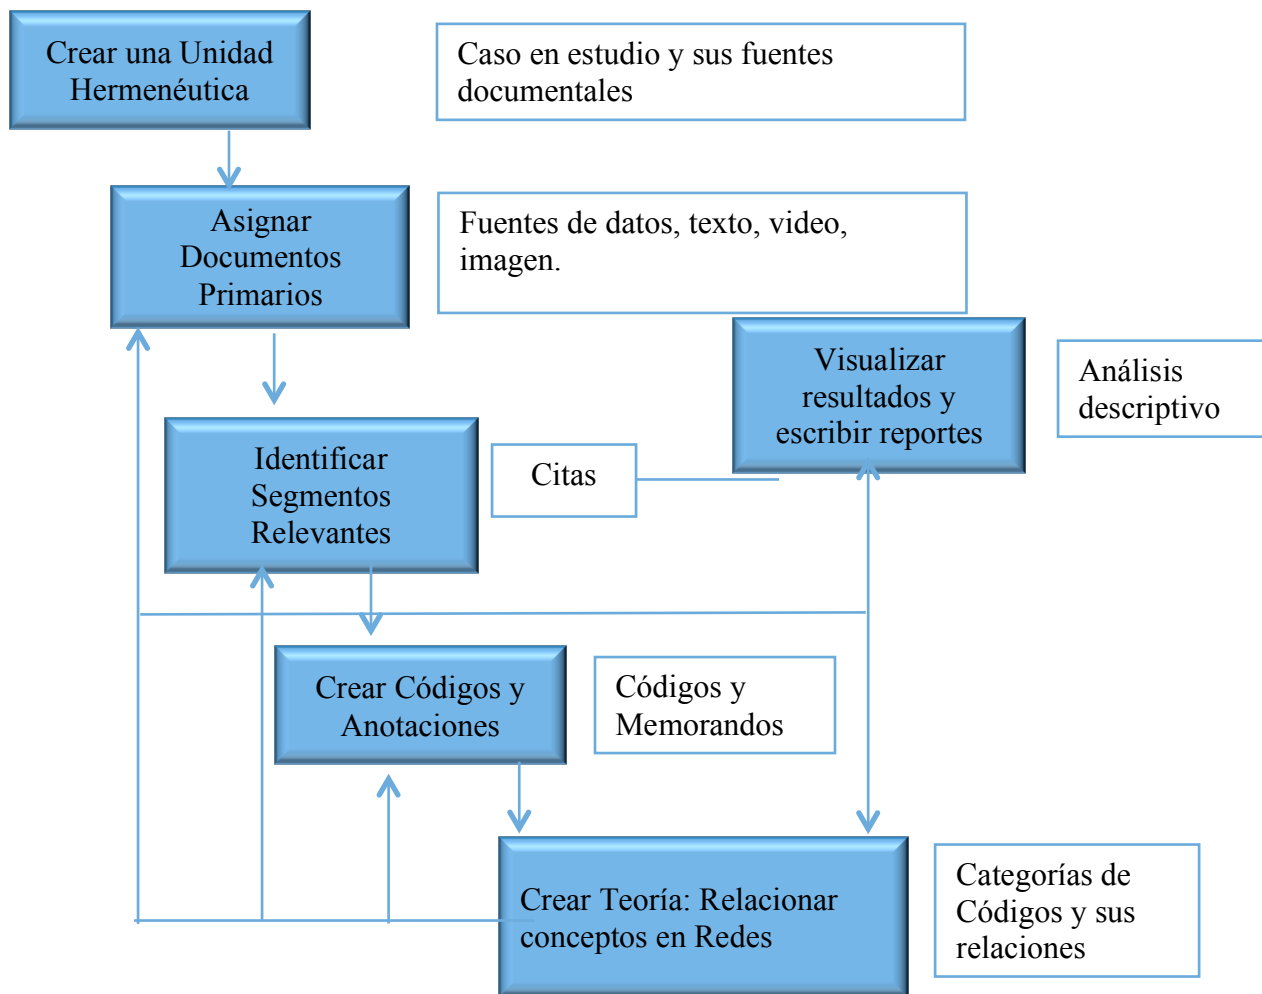 Crear una Unidad
Hermenéutica
Caso en estudio y sus fuentes
documentales
Asignar
Documentos
Primarios
Fuentes de datos, texto, video,
imagen.
Visualizar
resultados y
escribir reportes
Análisis
descriptivo
Identificar
Segmentos
Relevantes
Citas
Crear Códigos y
Anotaciones
Códigos y
Memorandos
Crear Teoría: Relacionar
conceptos en Redes
Categorías de
Códigos y sus
relaciones